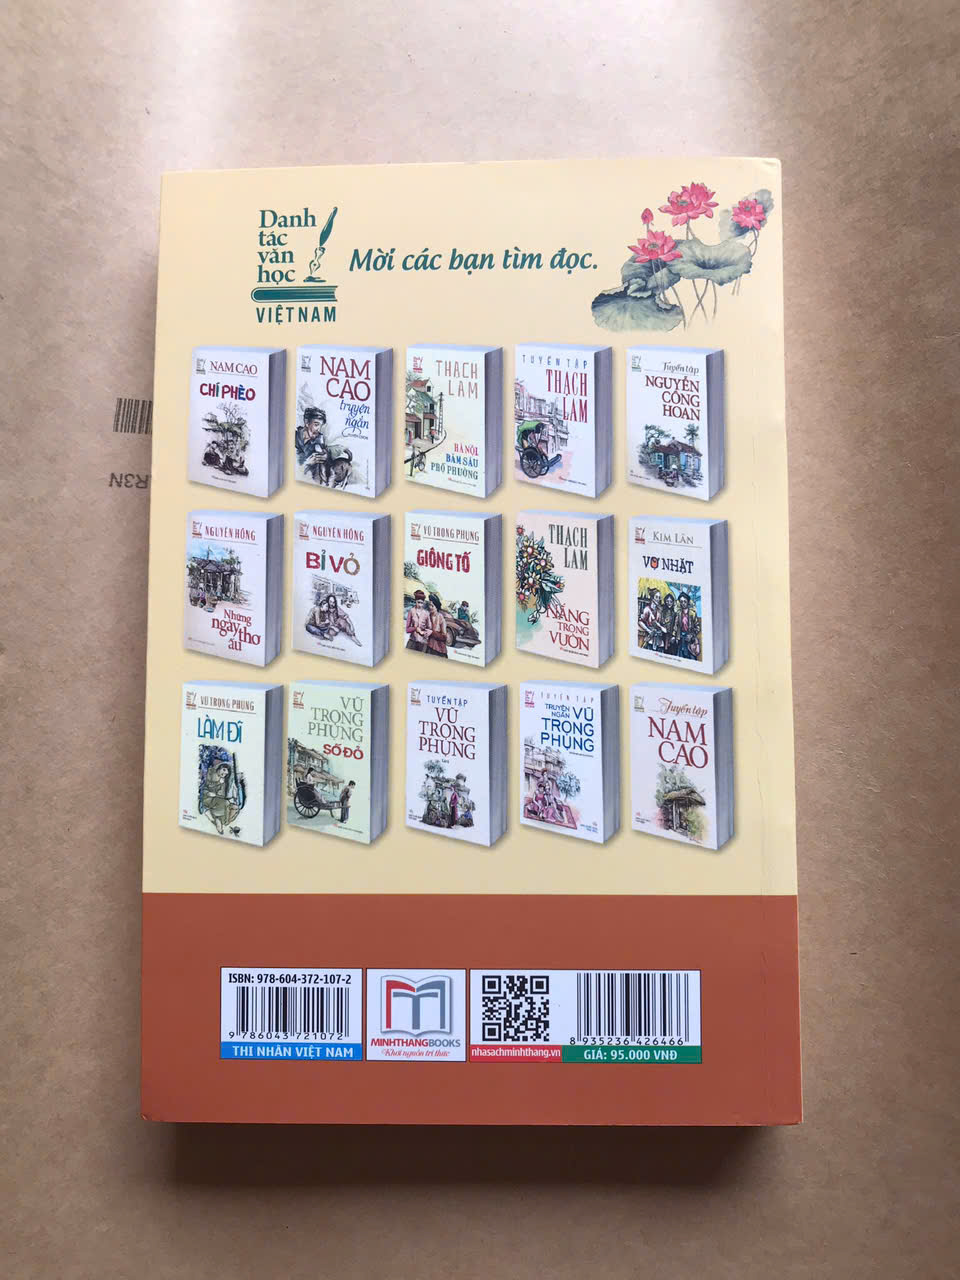 Danh
tác
văn
học
VIỆT NAM
Mời các bạn tìm đọc.
NAM CAO
CHÍ PHÈO
NAM
CAO
truyện
ngắn
THẠCH
LAM
HÀ NỘI
BĂM SÁU
PHỐ PHƯỜNG
TUYỂN TẬP
THẠCH
LAM
Tuyển tập
NGUYỄN
CÔNG
HOAN
NGUYÊN HỒNG
Những
ngày thơ
ấu
NGUYÊN HỒNG
BỈ VỎ
VŨ TRỌNG PHỤNG
GIÔNG TỐ
THẠCH
LAM
NẮNG
TRONG
VƯỜN
KIM LÂN
VỢ NHẶT
VŨ TRỌNG PHỤNG
LÀM ĐĨ
VŨ
TRỌNG
PHỤNG
SỐ ĐỎ
TUYỂN TẬP
VŨ
TRỌNG
PHỤNG
TUYỂN TẬP
TRUYỆN NGẮN VŨ
TRỌNG
PHỤNG
Tuyển tập
NAM
CAO
R3N
ISBN: 978-604-372-107-2
9 786043 721072
THI NHÂN VIỆT NAM
MINHTHANGBOOKS
Khơi nguồn tri thức
nhasachminhthang.vn
8 935236 426466
GIÁ: 95.000 VNĐ